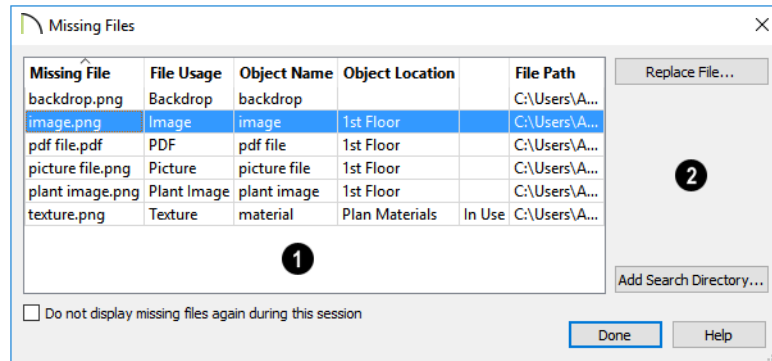 Missing Files
Missing File File Usage Object Name Object Location File Path
backdrop.png Backdrop backdrop C:\Users\A...
image.png Image image 1st Floor C:\Users\A...
pdf file.pdf PDF pdf file 1st Floor C:\Users\A...
picture file.png Picture picture file 1st Floor C:\Users\A...
plant image.png Plant Image plant image 1st Floor C:\Users\A...
texture.png Texture material Plan Materials In Use C:\Users\A...
1
Replace File...
2
Add Search Directory...
Do not display missing files again during this session
Done Help